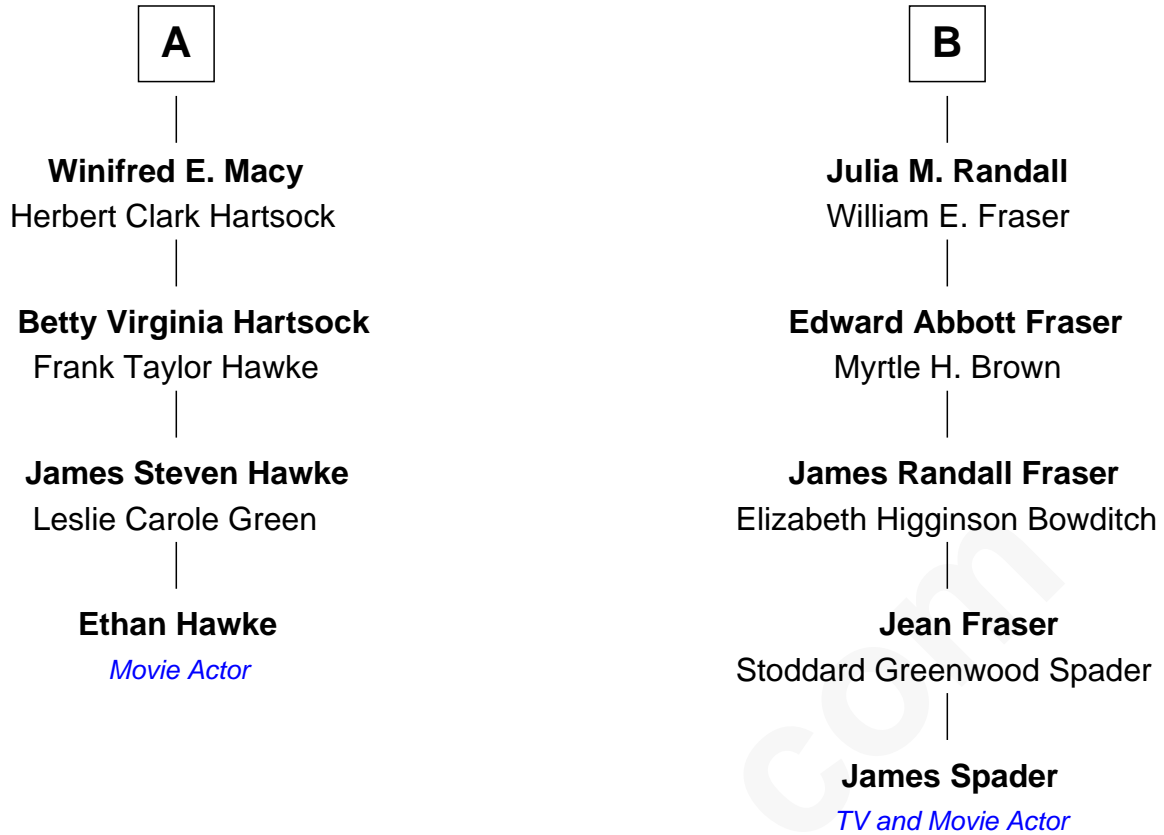 A
Winifred E. Macy
Herbert Clark Hartsock
Betty Virginia Hartsock
Frank Taylor Hawke
James Steven Hawke
Leslie Carole Green
Ethan Hawke
Movie Actor
B
Julia M. Randall
William E. Fraser
Edward Abbott Fraser
Myrtle H. Brown
James Randall Fraser
Elizabeth Higginson Bowditch
Jean Fraser
Stoddard Greenwood Spader
James Spader
TV and Movie Actor
com